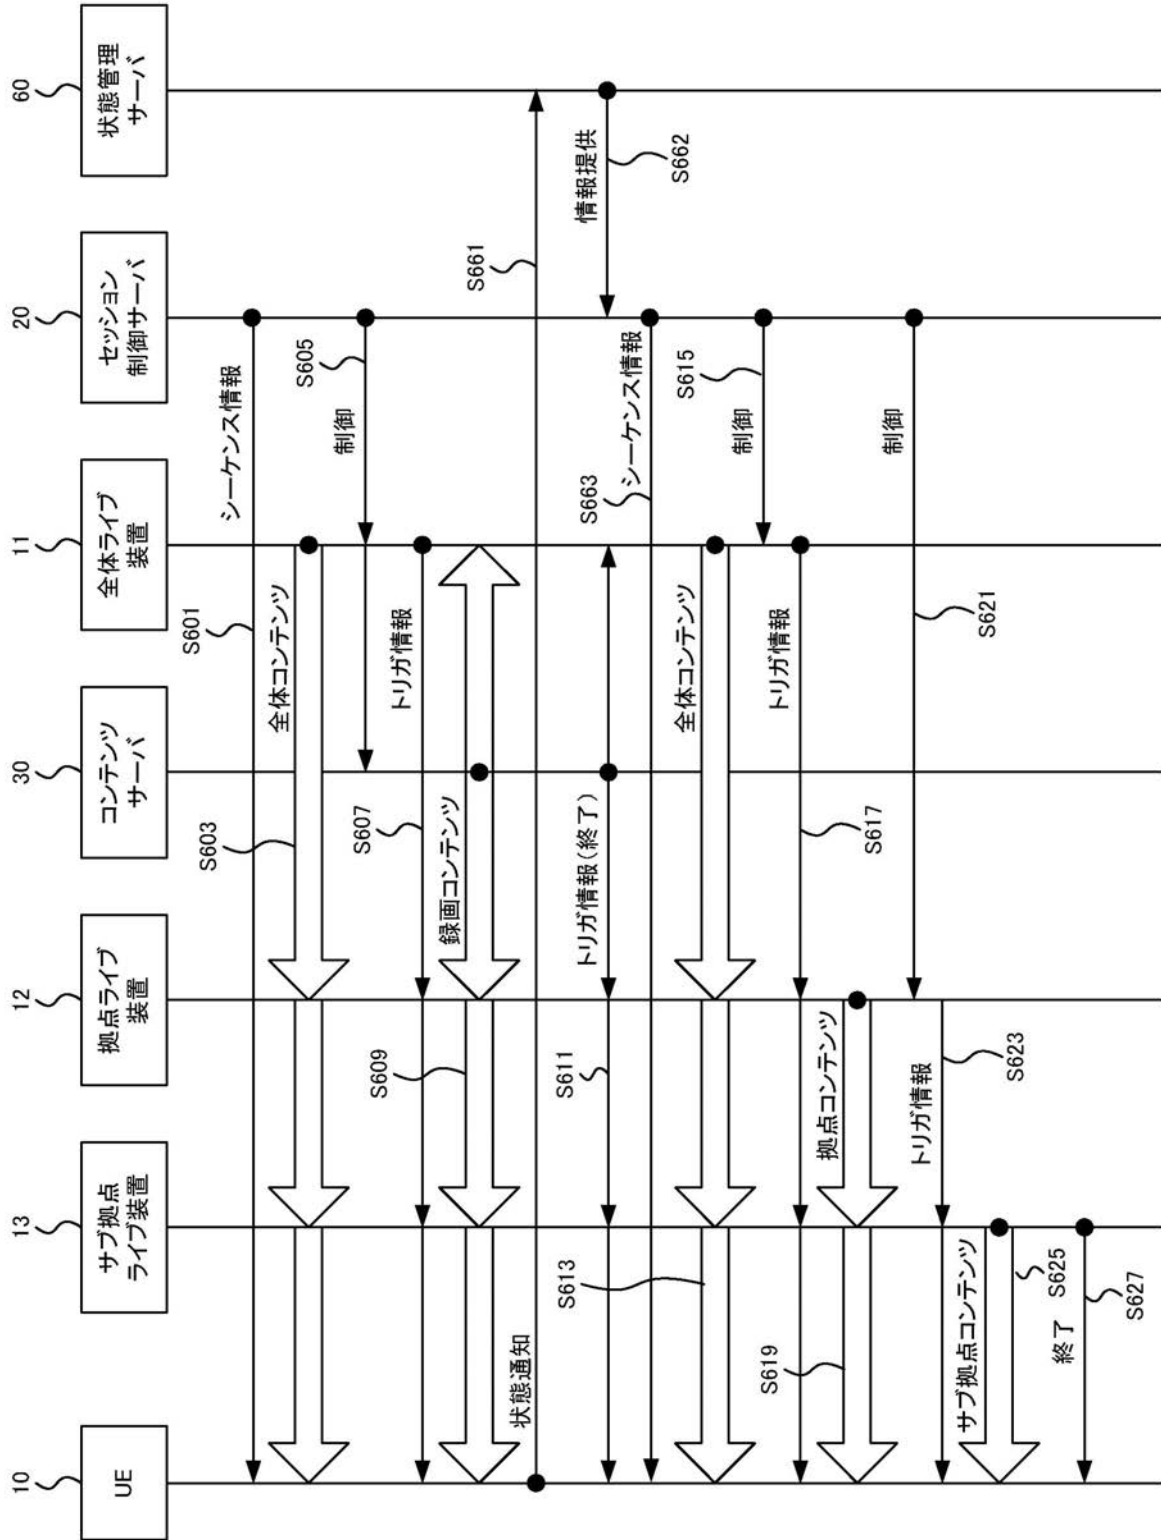 10
UE
13
サブ拠点
ライブ装置
12
拠点ライブ
装置
30
コンテンツ
サーバ
11
全体ライブ
装置
20
セッション
制御サーバ
60
状態管理
サーバ
S601
シーケンス情報
S603
全体コンテンツ
S605
制御
S607
トリガ情報
S609
録画コンテンツ
状態通知
S661
S611
トリガ情報(終了)
情報提供
S662
S663
シーケンス情報
S613
全体コンテンツ
制御
S615
トリガ情報
S617
S619
拠点コンテンツ
S621
制御
トリガ情報
S623
サブ拠点コンテンツ
S625
終了
S627